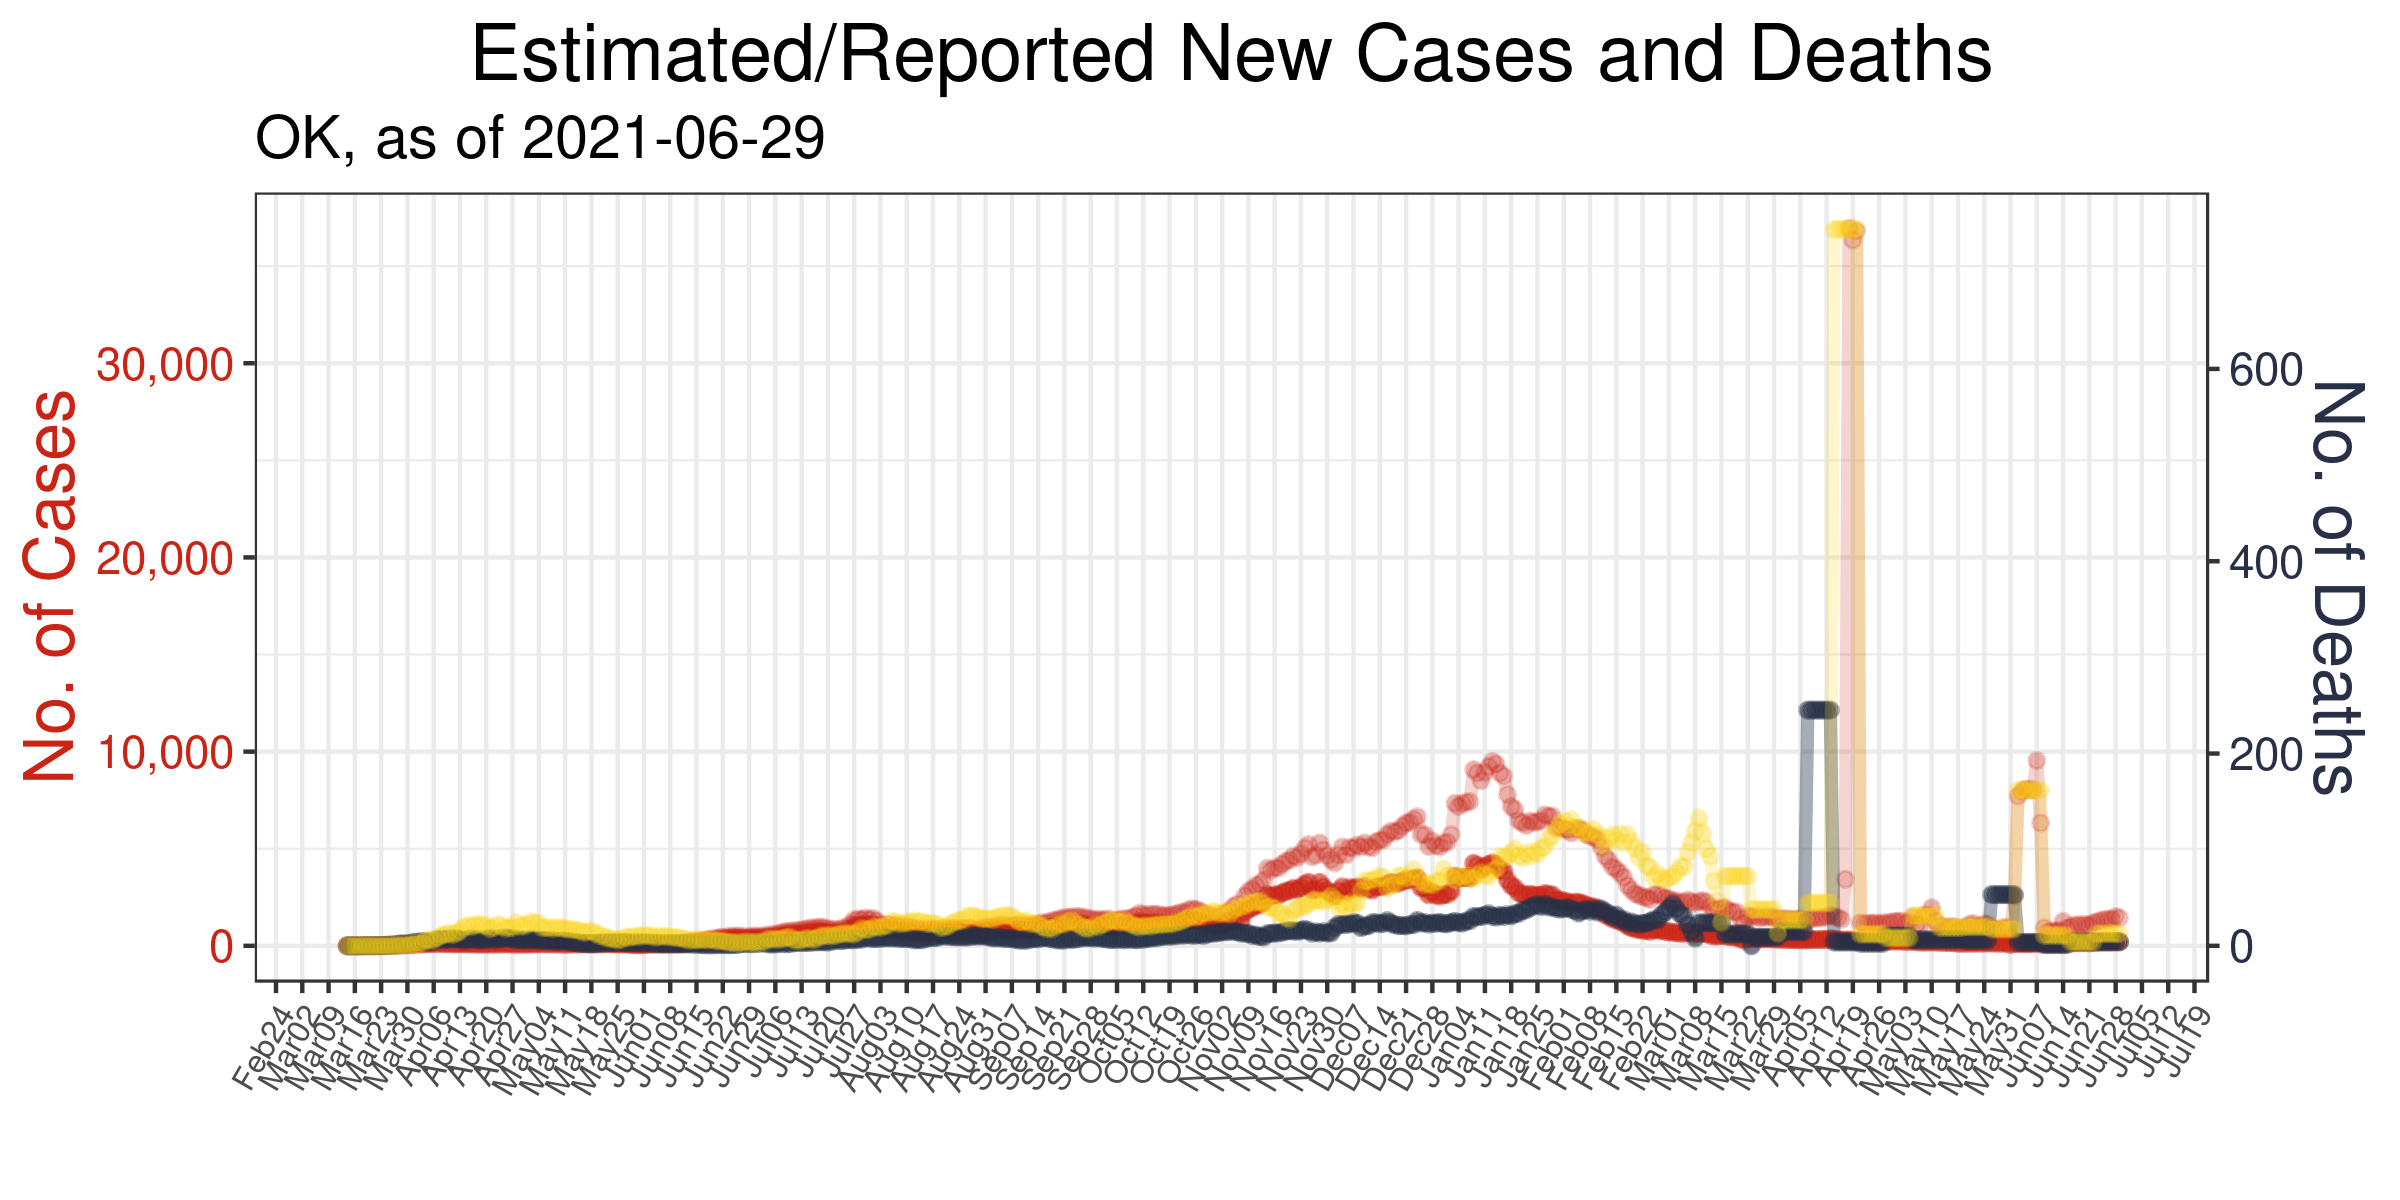 Estimated/Reported New Cases and Deaths
OK, as of 2021-06-29
No. of Cases
30,000
20,000
10,000
0
600
400
200
0
No. of Deaths
Feb24
Mar02
Mar09
Mar16
Mar23
Mar30
Apr06
Apr13
Apr20
Apr27
May04
May11
May18
May25
Jun01
Jun08
Jun15
Jun22
Jun29
Jul06
Jul13
Jul20
Jul27
Aug03
Aug10
Aug17
Aug24
Aug31
Sep07
Sep14
Sep21
Sep28
Oct05
Oct12
Oct19
Oct26
Nov02
Nov09
Nov16
Nov23
Nov30
Dec07
Dec14
Dec21
Dec28
Jan04
Jan11
Jan18
Jan25
Feb01
Feb08
Feb15
Feb22
Mar01
Mar08
Mar15
Mar22
Mar29
Apr05
Apr12
Apr19
Apr26
May03
May10
May17
May24
May31
Jun07
Jun14
Jun21
Jun28
Jul05
Jul12
Jul19